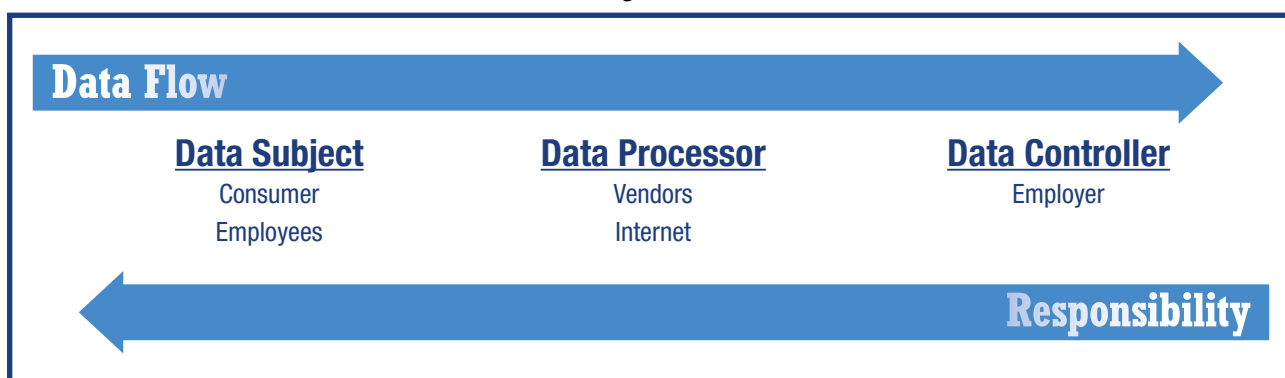 Data Flow
Data Subject Data Processor Data Controller
Consumer Vendors Employer
Employees Internet
Responsibility